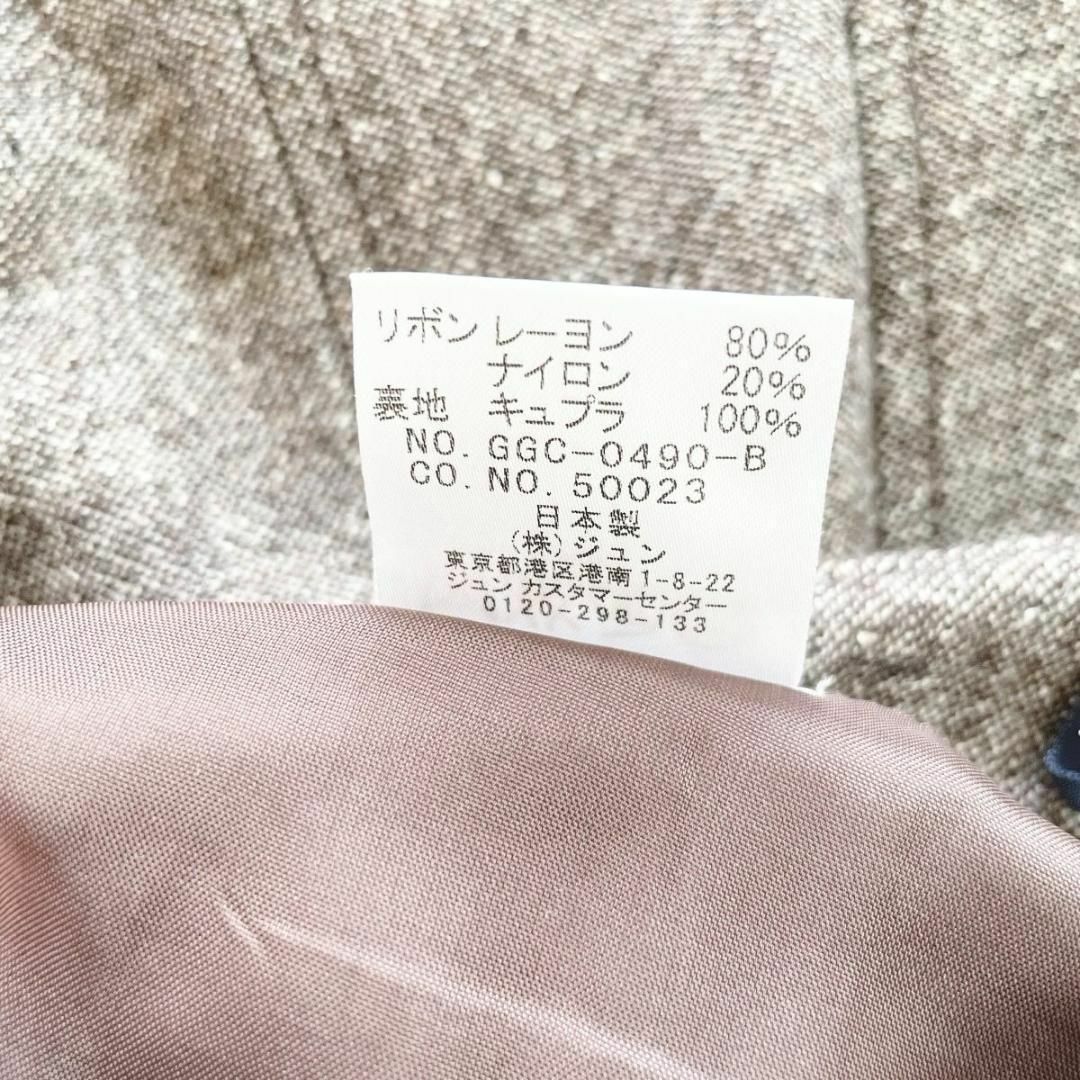 リボン レーヨン 80%
ナイロン 20%
裏地 キュプラ 100%
NO. GGC-0490-B
CO. NO. 50023
日本製
(株)ジュン
東京都港区港南1-8-22
ジュン カスタマーセンター
0120-298-133